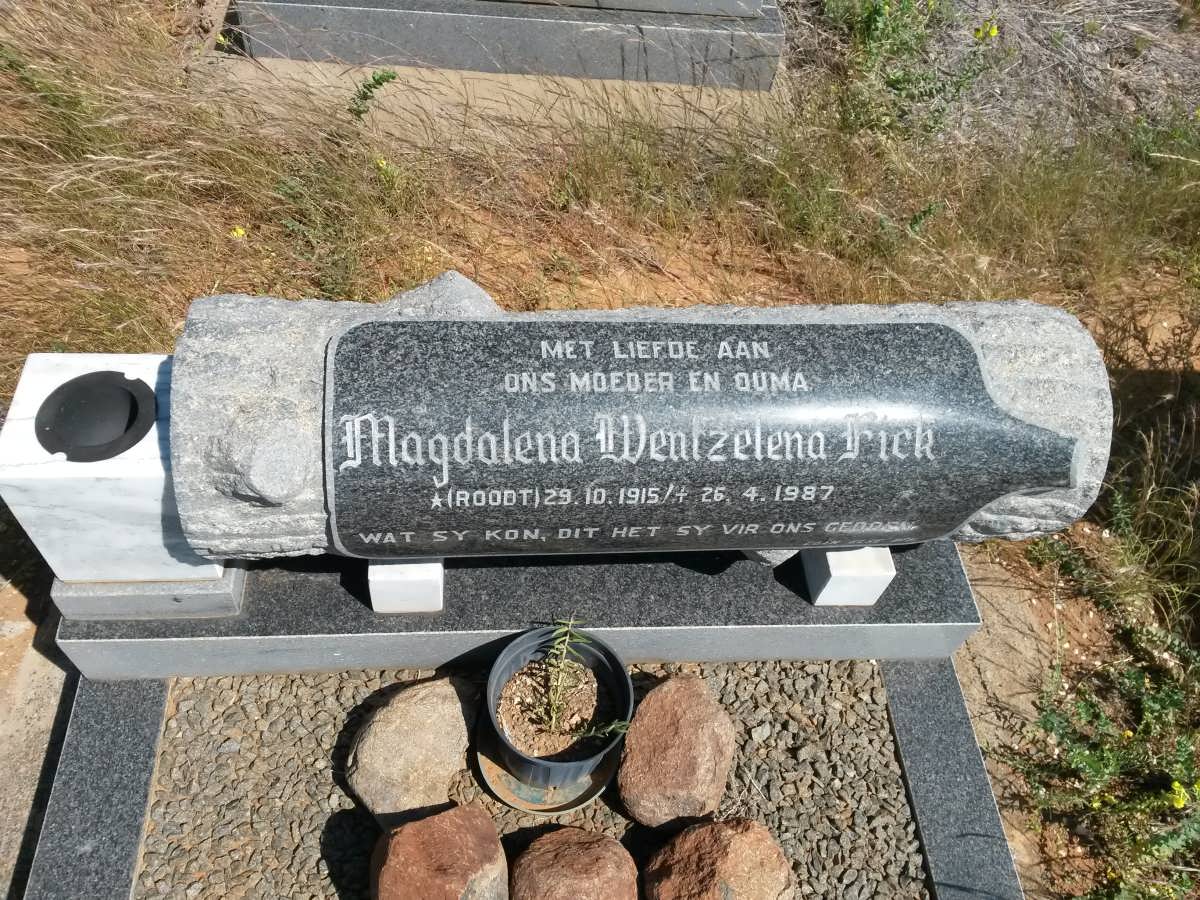 MET LIEFDE AAN
ONS MOEDER EN OUMA
Magdalena Wentzelena Fick
★(ROODT) 29.10.1915/┼ 26.4.1987
WAT SY KON, DIT HET SY VIR ONS GEDOEN.